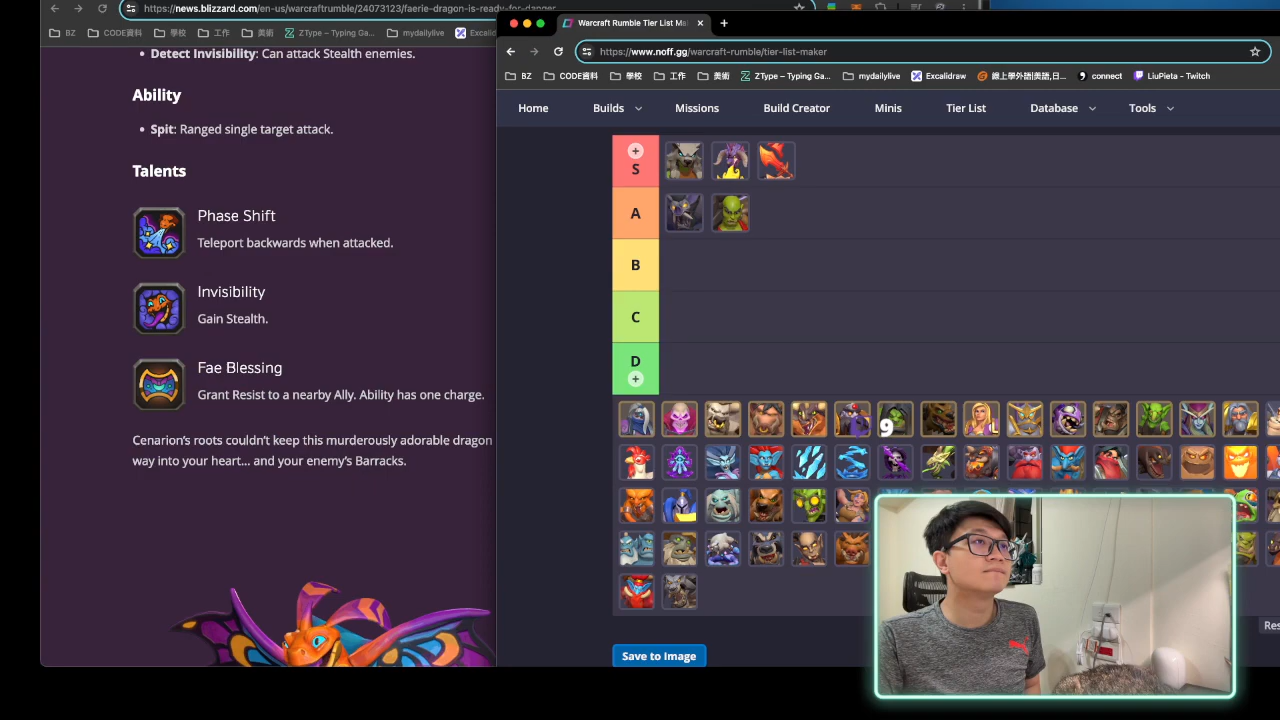 https://news.blizzard.com/en-us/warcraftrumble/24073123/faerie-dragon-is-ready-for-danger
BZ CODE資料 學校 工作 美術 ZType – Typing Ga... mydailylive Excalid
• Detect Invisibility: Can attack Stealth enemies.
Ability
• Spit: Ranged single target attack.
Talents
Phase Shift
Teleport backwards when attacked.
Invisibility
Gain Stealth.
Fae Blessing
Grant Resist to a nearby Ally. Ability has one charge.
Cenarion's roots couldn't keep this murderously adorable dragon
way into your heart... and your enemy's Barracks.
Warcraft Rumble Tier List Ma
https://www.noff.gg/warcraft-rumble/tier-list-maker
BZ CODE資料 學校 工作 美術 ZType – Typing Ga... mydailylive Excalidraw 線上學外語|美語,日... connect LiuPieta - Twitch
Home Builds Missions Build Creator Minis Tier List Database Tools
S
A
B
C
D
9
Res
Save to Image